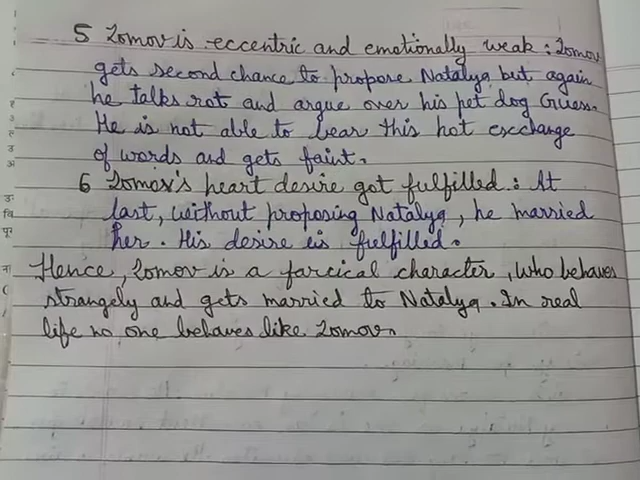 5 Lomov is eccentric and emotionally weak : Lomov
gets second chance to propose Natalya but again
he talks rot and argue over his pet dog Guess.
He is not able to bear this hot escchange
of words and gets faint.
6 Lomov's heart desire got fulfilled : At
last, without proposing Natalya, he married
her. His desire is fulfilled.
Hence, Lomov is a farcical character, who behaves
strangely and gets married to Natalya. In real
life no one behaves like Lomov.